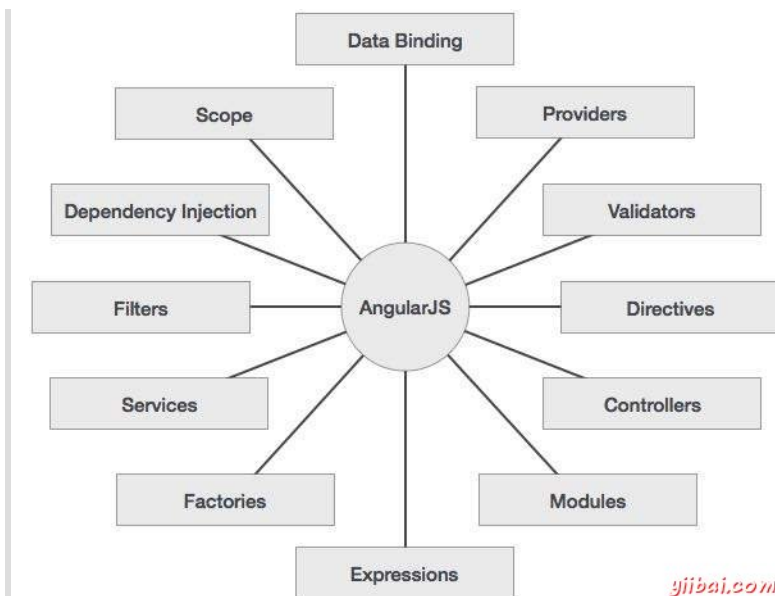 Data Binding
Scope
Providers
Dependency Injection
Validators
Filters
AngularJS
Directives
Services
Controllers
Factories
Modules
Expressions
yiibai.com